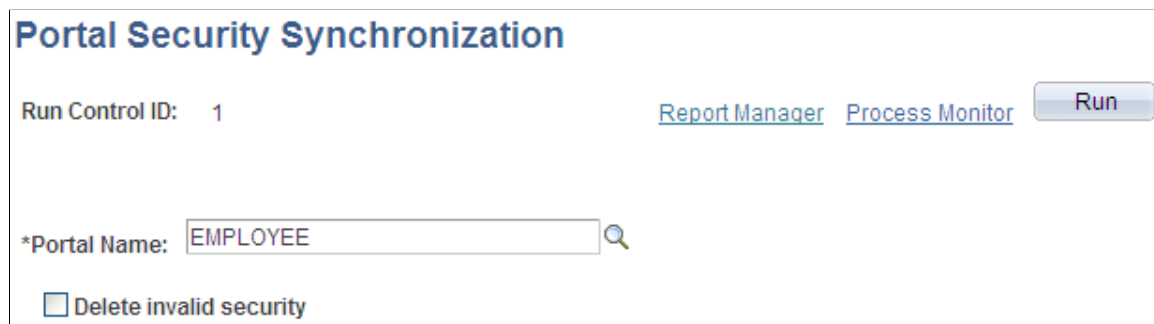 Portal Security Synchronization
Run Control ID: 1 Report Manager Process Monitor Run
*Portal Name: EMPLOYEE
Delete invalid security